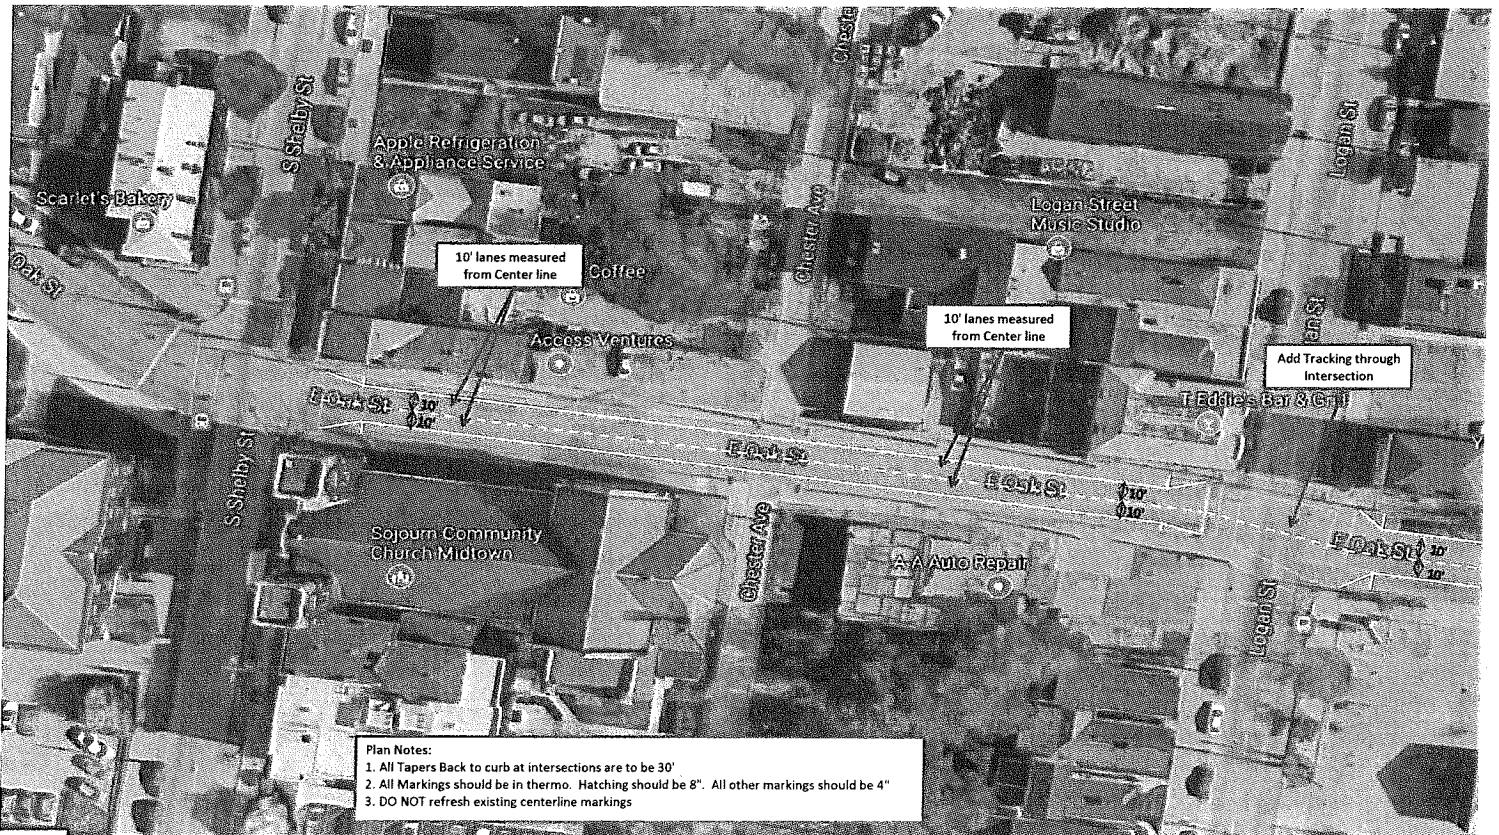 Chester
S Shelby St
Logan St
Apple Refrigeration
& Appliance Service
Scarlet's Bakery
Chester Ave
Logan Street
Music Studio
10' lanes measured
from Center line
Coffee
Oak St
10' lanes measured
from Center line
Access Ventures
Add Tracking through
Intersection
T Eddie's Bar & Grill
E Oak St
10'
10'
E Oak St
E Oak St
10'
10'
S Shelby St
Sojourn Community
Church Midtown
Chester Ave
A-A Auto Repair
E Oak St
10'
10'
Logan St
Plan Notes:
1. All Tapers Back to curb at intersections are to be 30'
2. All Markings should be in thermo. Hatching should be 8". All other markings should be 4"
3. DO NOT refresh existing centerline markings